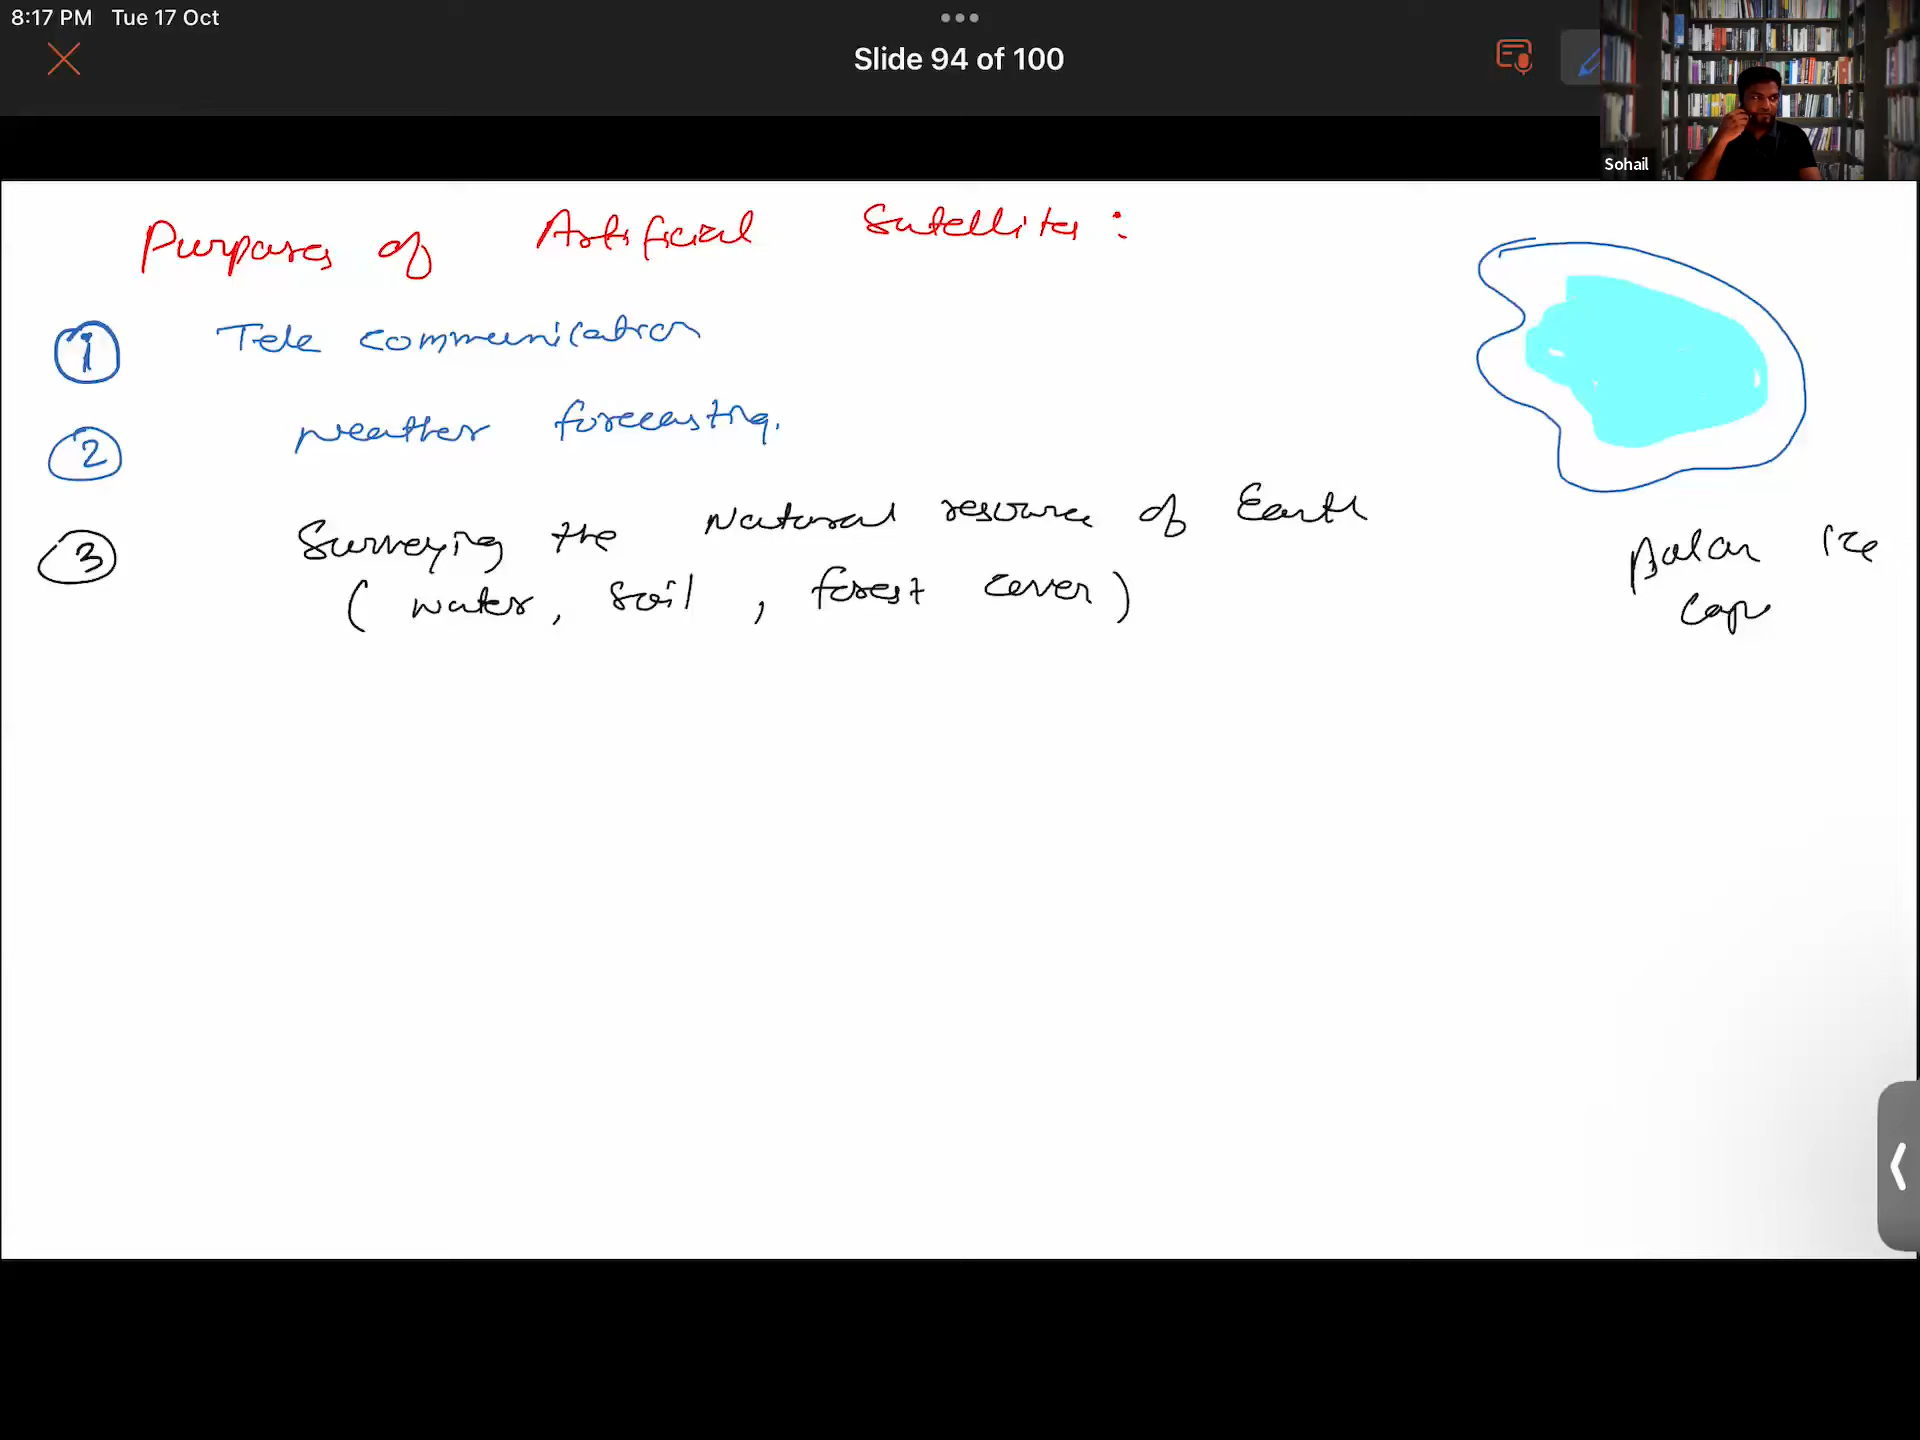 8:17 PM Tue 17 Oct
Slide 94 of 100
Sohail
Purposes of Artificial Satellites :
1 Tele communication
2 Weather forecasting.
3 Surveying the Natural resource of Earth
( water, soil , forest cover )
polar Ice
cap